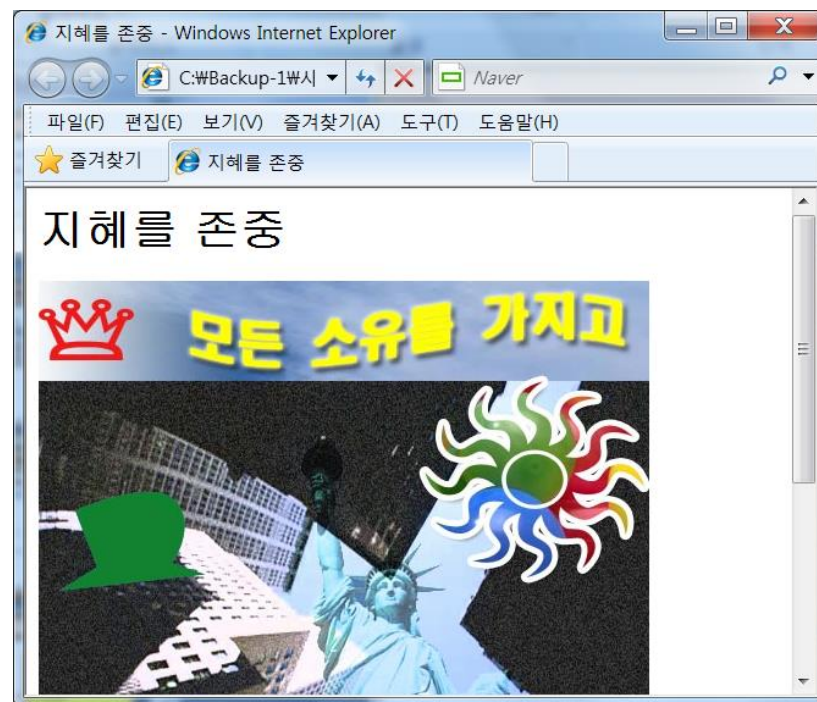 지혜를 존중 - Windows Internet Explorer
C:₩Backup-1₩시
Naver
파일(F) 편집(E) 보기(V) 즐겨찾기(A) 도구(T) 도움말(H)
즐겨찾기
지혜를 존중
지혜를 존중
모든 소유를 가지고